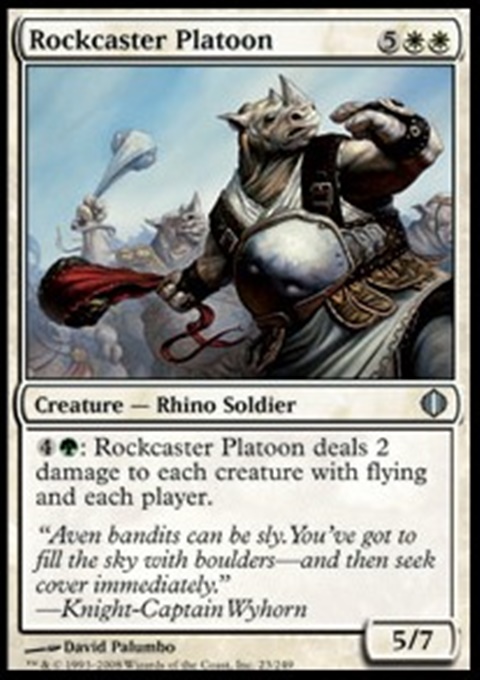 Rockcaster Platoon 5
Creature — Rhino Soldier
4: Rockcaster Platoon deals 2
damage to each creature with flying
and each player.
“Aven bandits can be sly. You’ve got to
fill the sky with boulders—and then seek
cover immediately.”
—Knight-Captain Wyhorn
5/7
David Palumbo
™ & © 1993-2008 Wizards of the Coast, Inc. 23/249